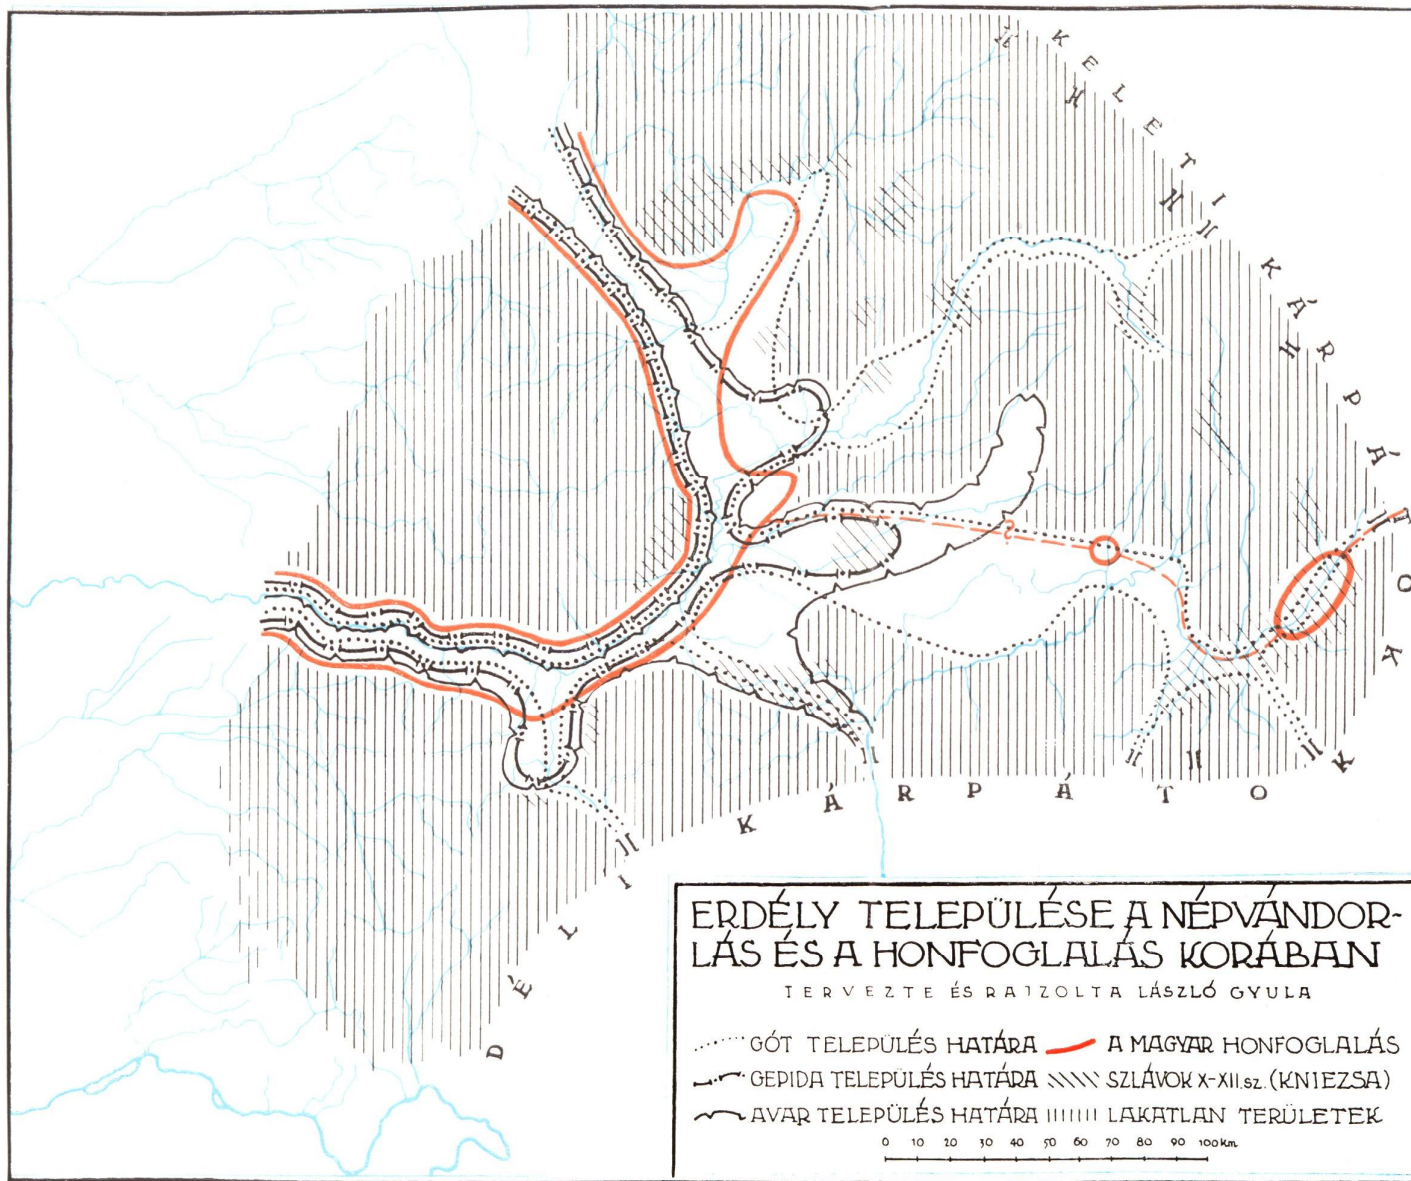 KELETI KÁRPÁTOK
DÉLI KÁRPÁTOK
?
ERDÉLY TELEPÜLÉSE A NÉPVÁNDOR-
LÁS ÉS A HONFOGLALÁS KORÁBAN
TERVEZTE ÉS RAJZOLTA LÁSZLÓ GYULA
GÓT TELEPÜLÉS HATÁRA
A MAGYAR HONFOGLALÁS
GEPIDA TELEPÜLÉS HATÁRA
SZLÁVOK X-XII.SZ. (KNIEZSA)
AVAR TELEPÜLÉS HATÁRA
LAKATLAN TERÜLETEK
0 10 20 30 40 50 60 70 80 90 100 Km.